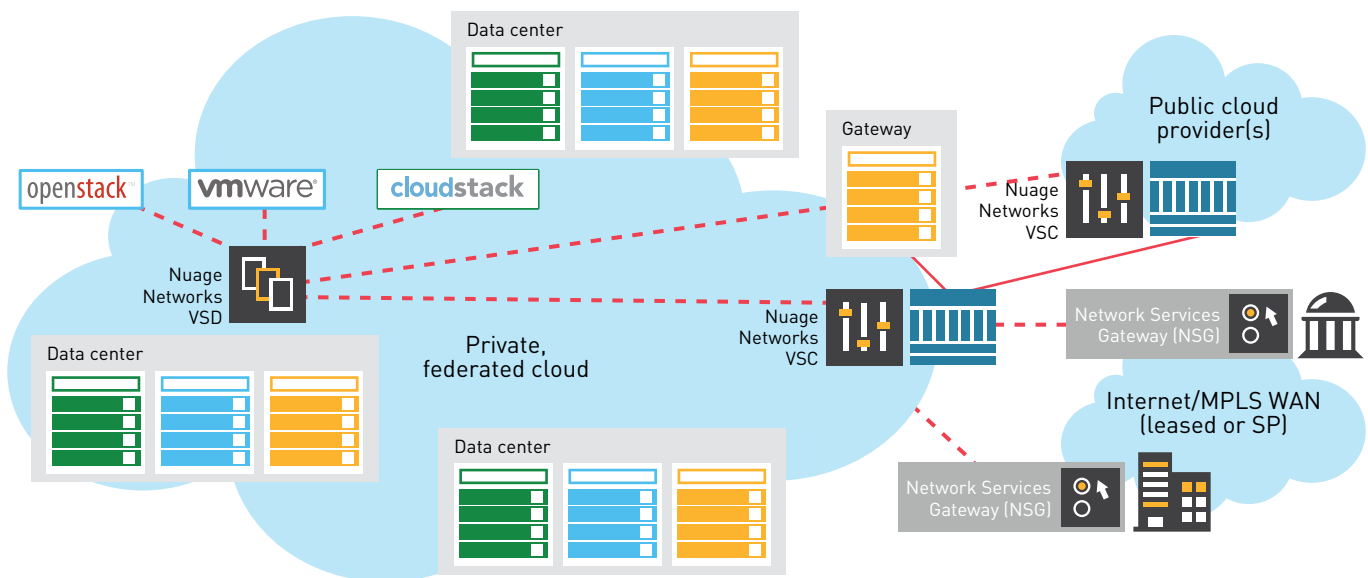 Data center
Gateway
Public cloud
provider(s)
openstack™
vmware®
cloudstack
Nuage
Networks
VSC
Nuage
Networks
VSD
Nuage
Networks
VSC
Network Services
Gateway (NSG)
Private,
federated cloud
Data center
Internet/MPLS WAN
(leased or SP)
Data center
Network Services
Gateway (NSG)